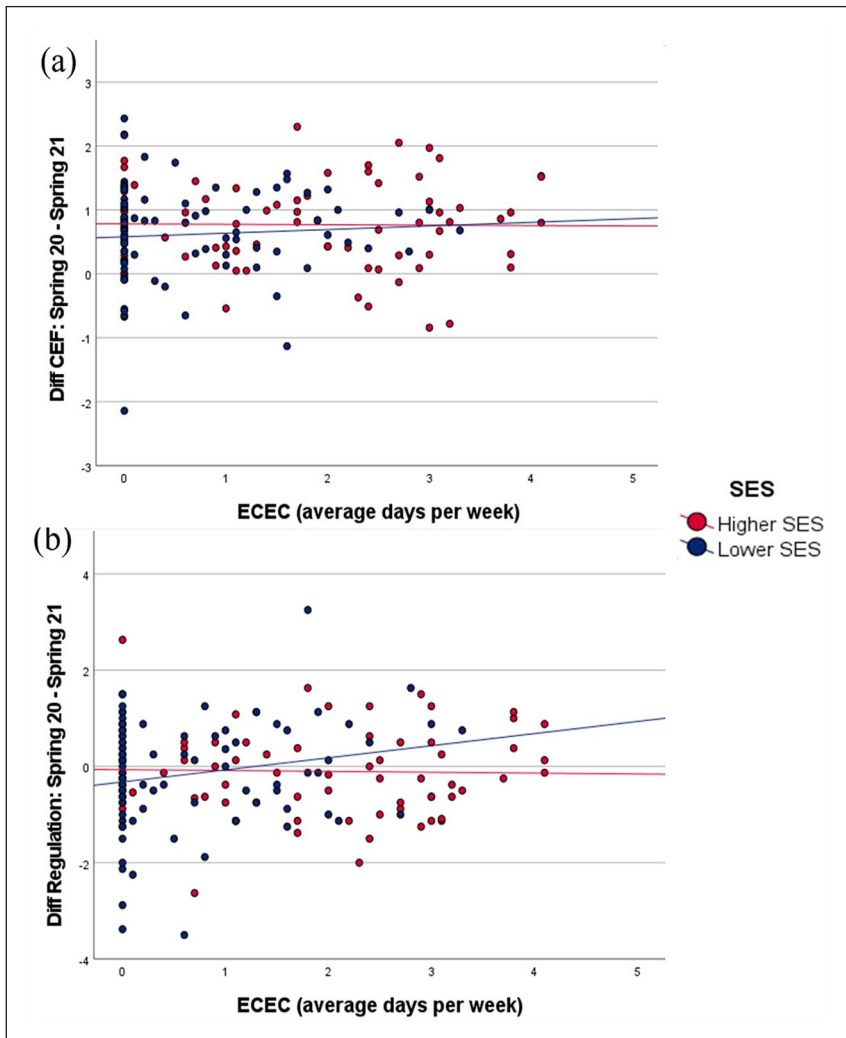 (a)
3
2
1
0
-1
-2
-3
Diff CEF: Spring 20 - Spring 21
0 1 2 3 4 5
ECEC (average days per week)
SES
Higher SES
Lower SES
(b)
4
2
0
-2
-4
Diff Regulation: Spring 20 - Spring 21
0 1 2 3 4 5
ECEC (average days per week)